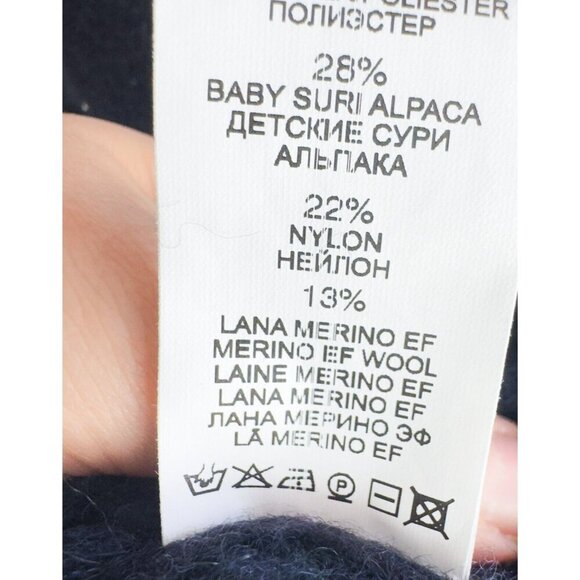 ПОЛИЭСТЕР
28%
BABY SURI ALPACA
ДЕТСКИЕ СУРИ
АЛЬПАКА
22%
NYLON
НЕЙЛОН
13%
LANA MERINO EF
MERINO EF WOOL
LAINE MERINO EF
LANA MERINO EF
ЛАНА МЕРИНО ЭФ
LÃ MERINO EF
P